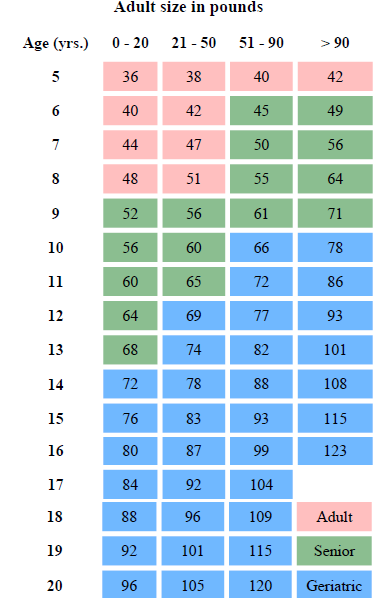 Adult size in pounds
Age (yrs.) 0 - 20 21 - 50 51 - 90 > 90
5 36 38 40 42
6 40 42 45 49
7 44 47 50 56
8 48 51 55 64
9 52 56 61 71
10 56 60 66 78
11 60 65 72 86
12 64 69 77 93
13 68 74 82 101
14 72 78 88 108
15 76 83 93 115
16 80 87 99 123
17 84 92 104
18 88 96 109 Adult
19 92 101 115 Senior
20 96 105 120 Geriatric